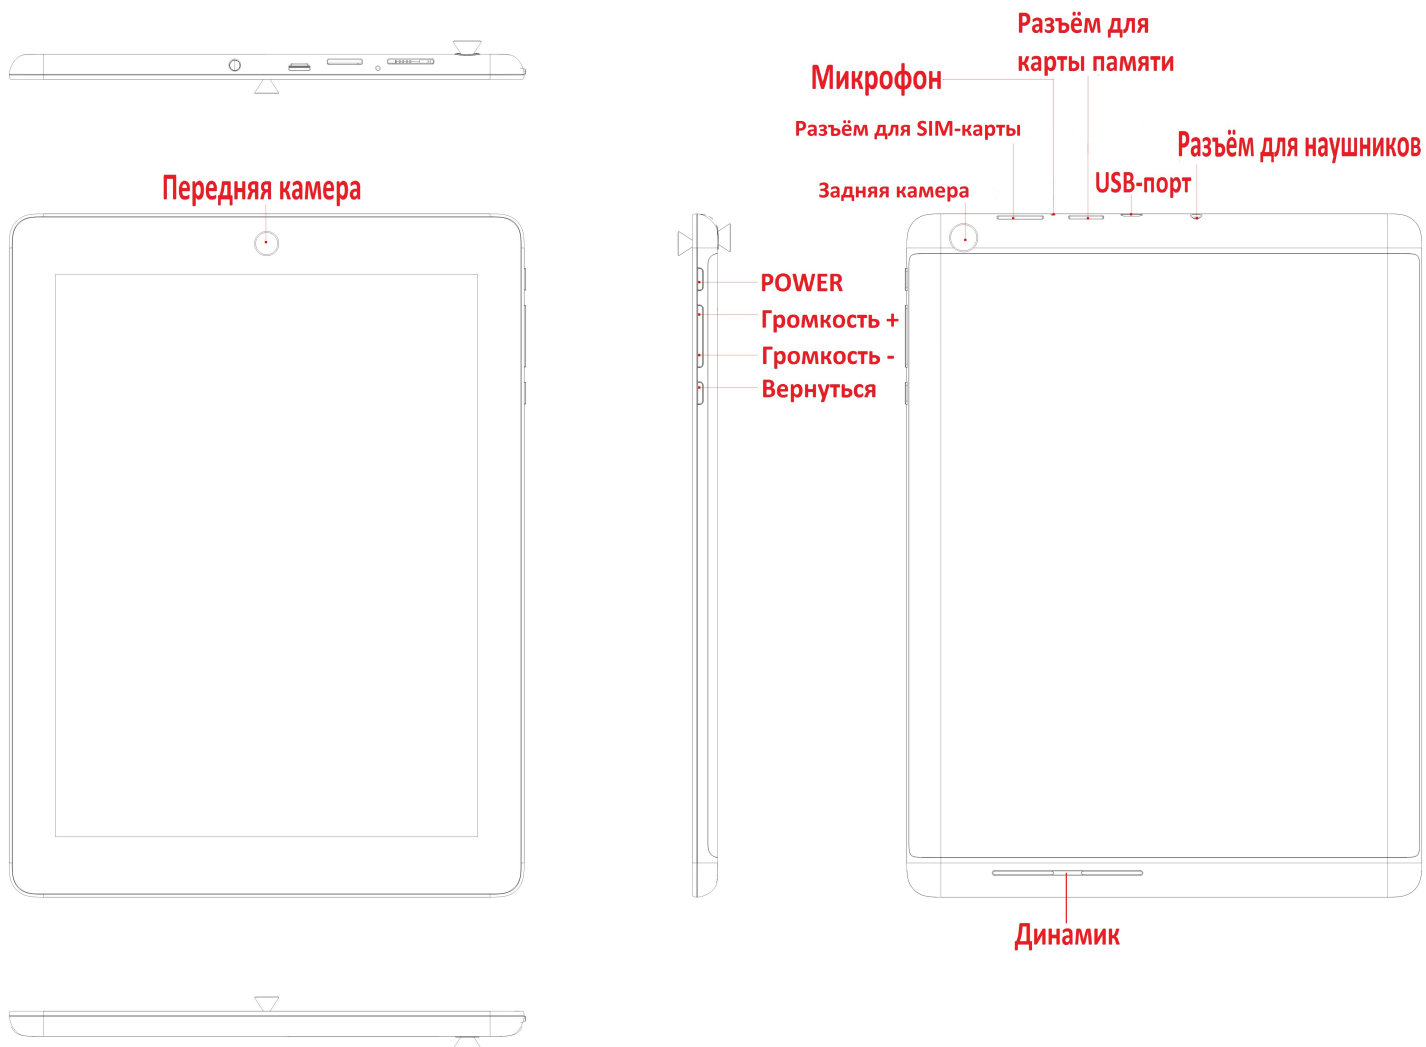 Разъём для
карты памяти
Микрофон
Разъём для SIM-карты
Разъём для наушников
USB-порт
Задняя камера
Передняя камера
POWER
Громкость +
Громкость -
Вернуться
Динамик